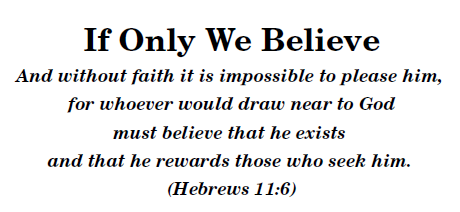 If Only We Believe
And without faith it is impossible to please him,
for whoever would draw near to God
must believe that he exists
and that he rewards those who seek him.
(Hebrews 11:6)